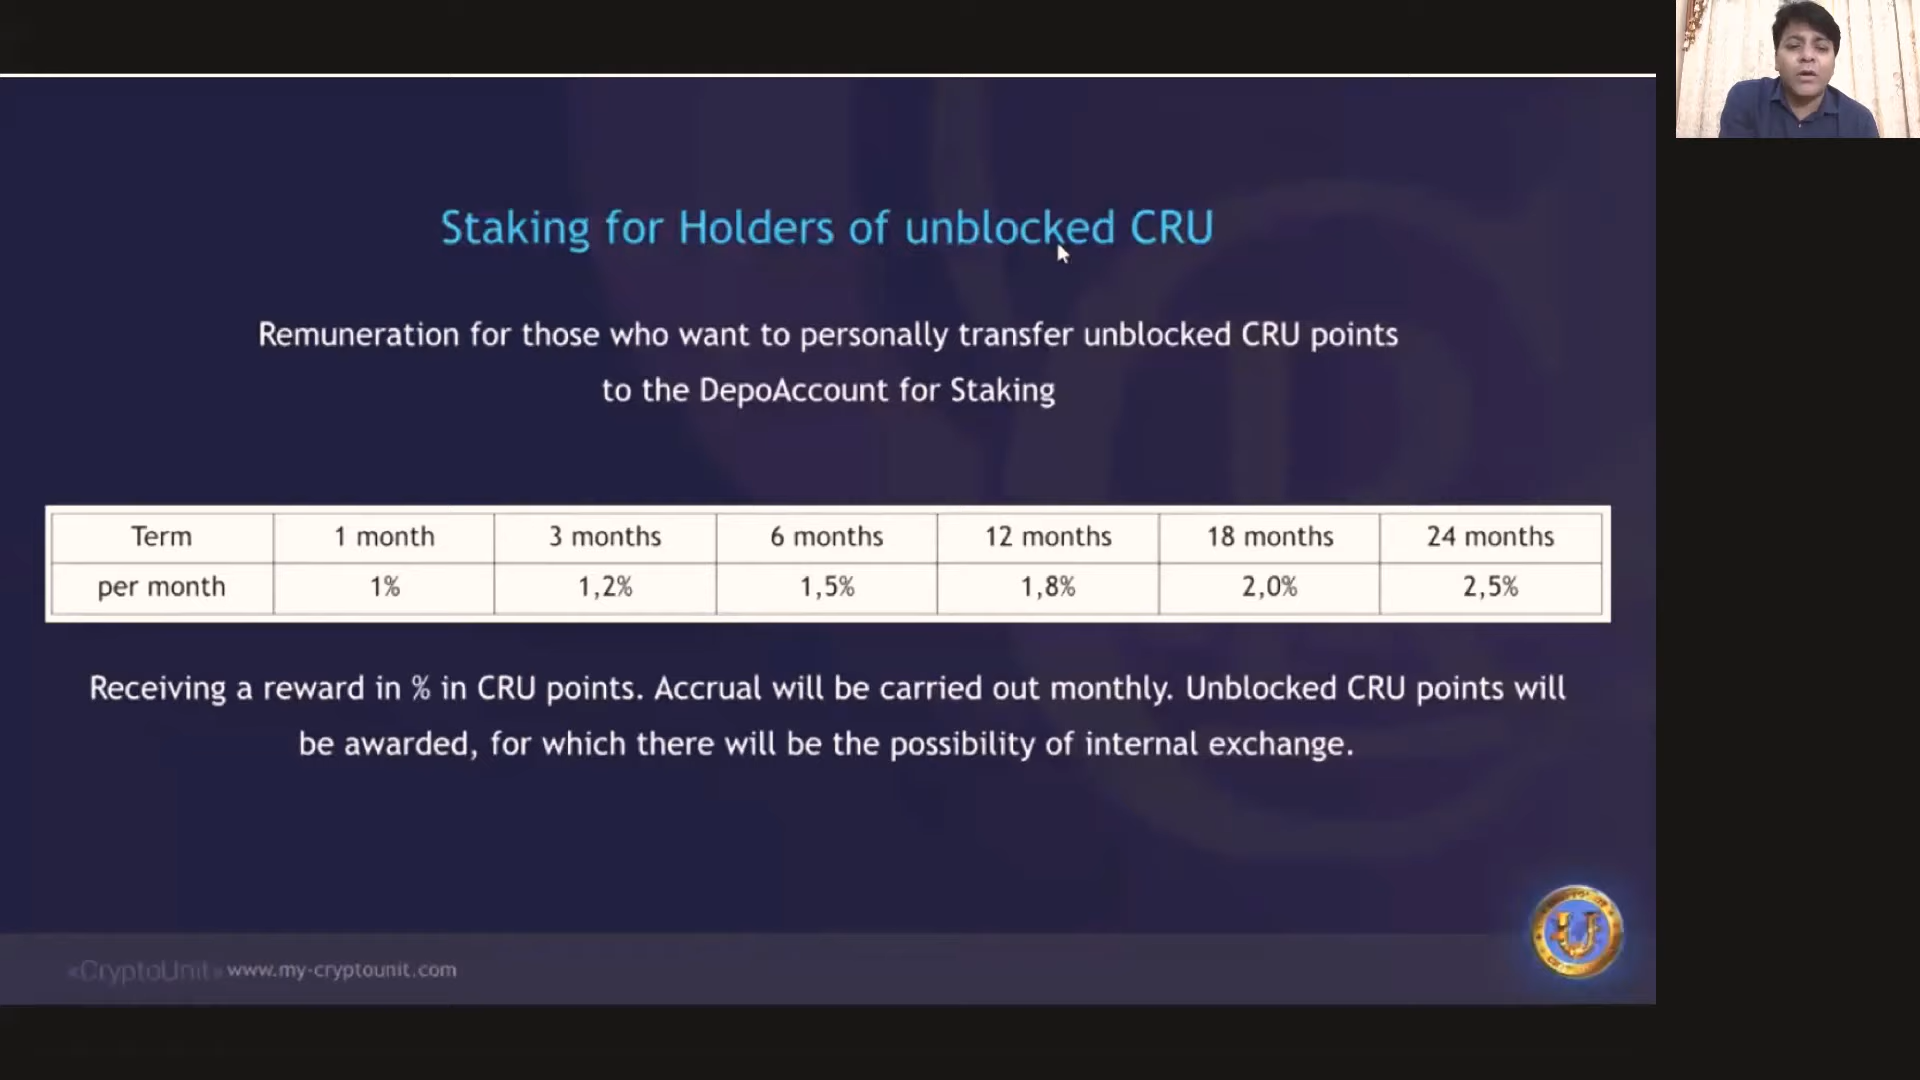 Staking for Holders of unblocked CRU
Remuneration for those who want to personally transfer unblocked CRU points
to the DepoAccount for Staking
Term 1 month 3 months 6 months 12 months 18 months 24 months
per month 1% 1,2% 1,5% 1,8% 2,0% 2,5%
Receiving a reward in % in CRU points. Accrual will be carried out monthly. Unblocked CRU points will
be awarded, for which there will be the possibility of internal exchange.
«CryptoUnit» www.my-cryptounit.com